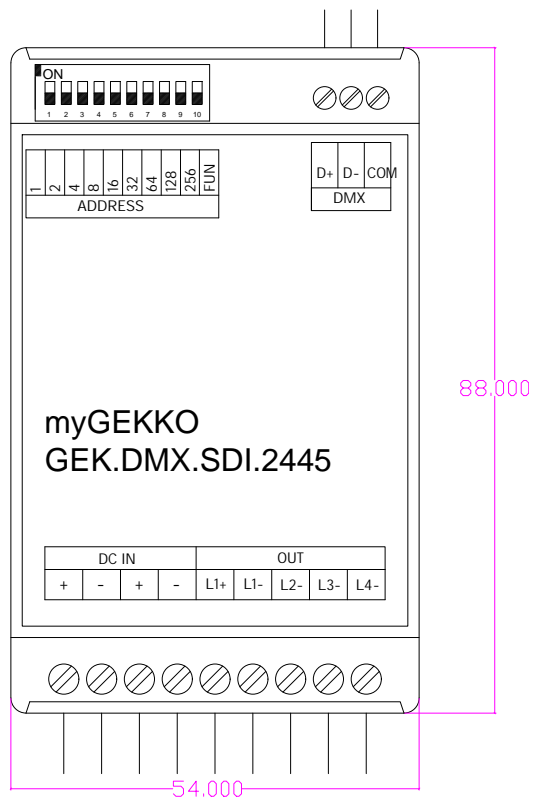 ON
1 2 3 4 5 6 7 8 9 10
1 2 4 8 16 32 64 128 256 FUN
ADDRESS
D+ D- COM
DMX
88.000
myGEKKO
GEK.DMX.SDI.2445
DC IN OUT
+ - + - L1+ L1- L2- L3- L4-
54.000